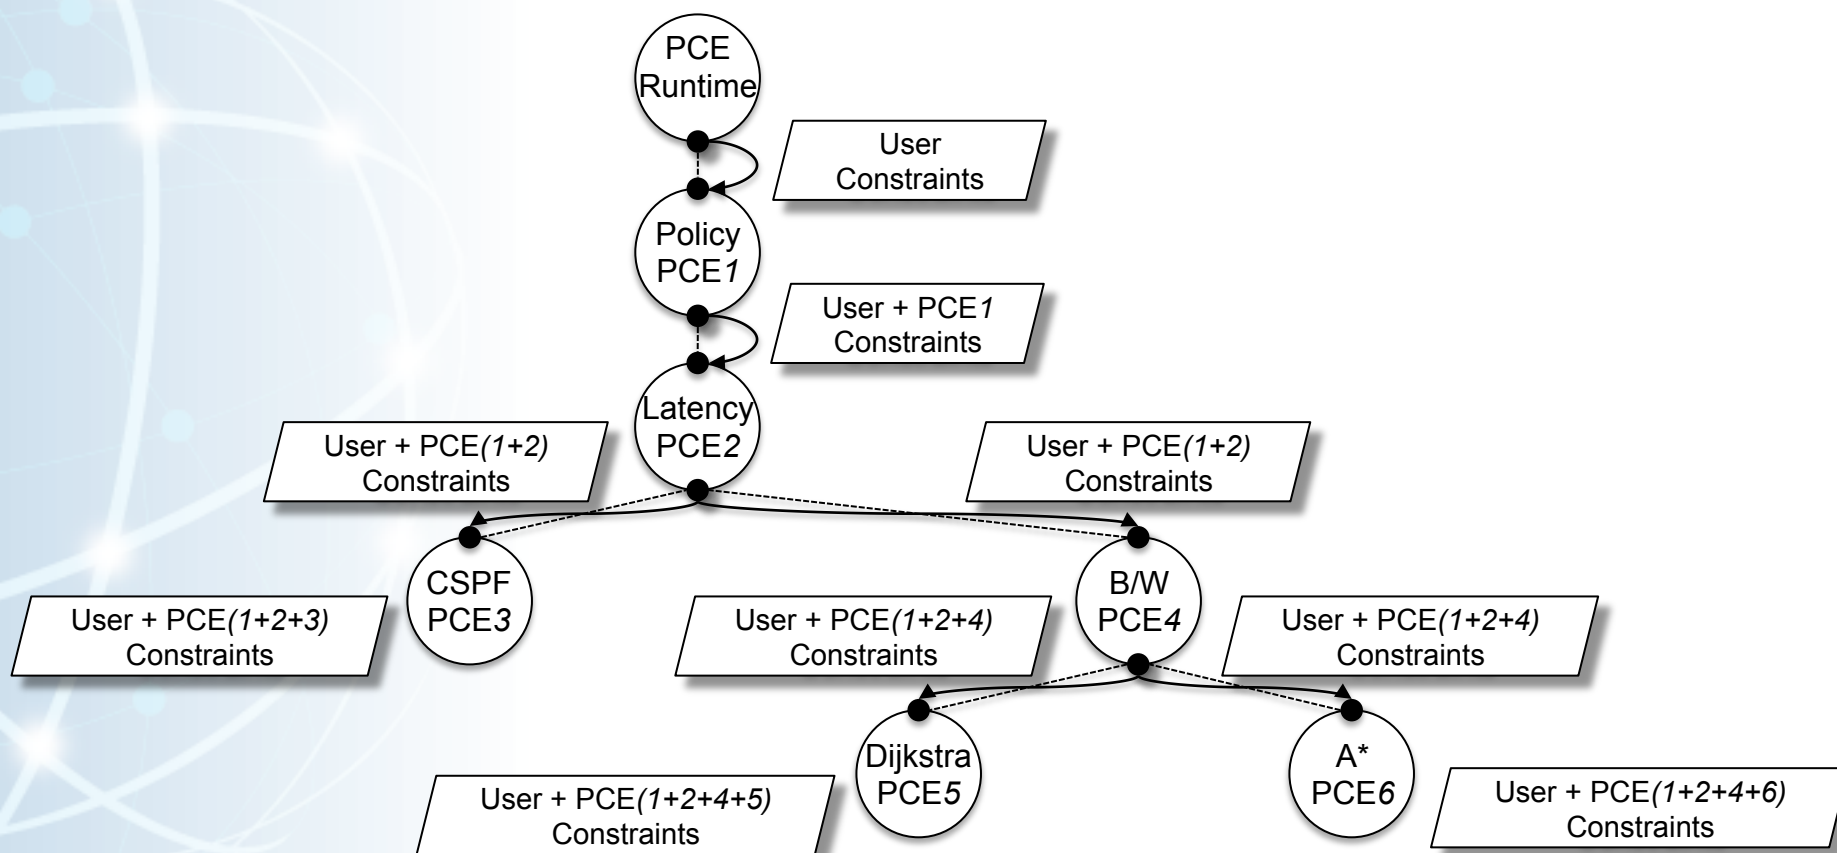 PCE
Runtime
User
Constraints
Policy
PCE1
User + PCE1
Constraints
Latency
PCE2
User + PCE(1+2)
Constraints
User + PCE(1+2)
Constraints
CSPF
PCE3
B/W
PCE4
User + PCE(1+2+3)
Constraints
User + PCE(1+2+4)
Constraints
User + PCE(1+2+4)
Constraints
Dijkstra
PCE5
A*
PCE6
User + PCE(1+2+4+5)
Constraints
User + PCE(1+2+4+6)
Constraints